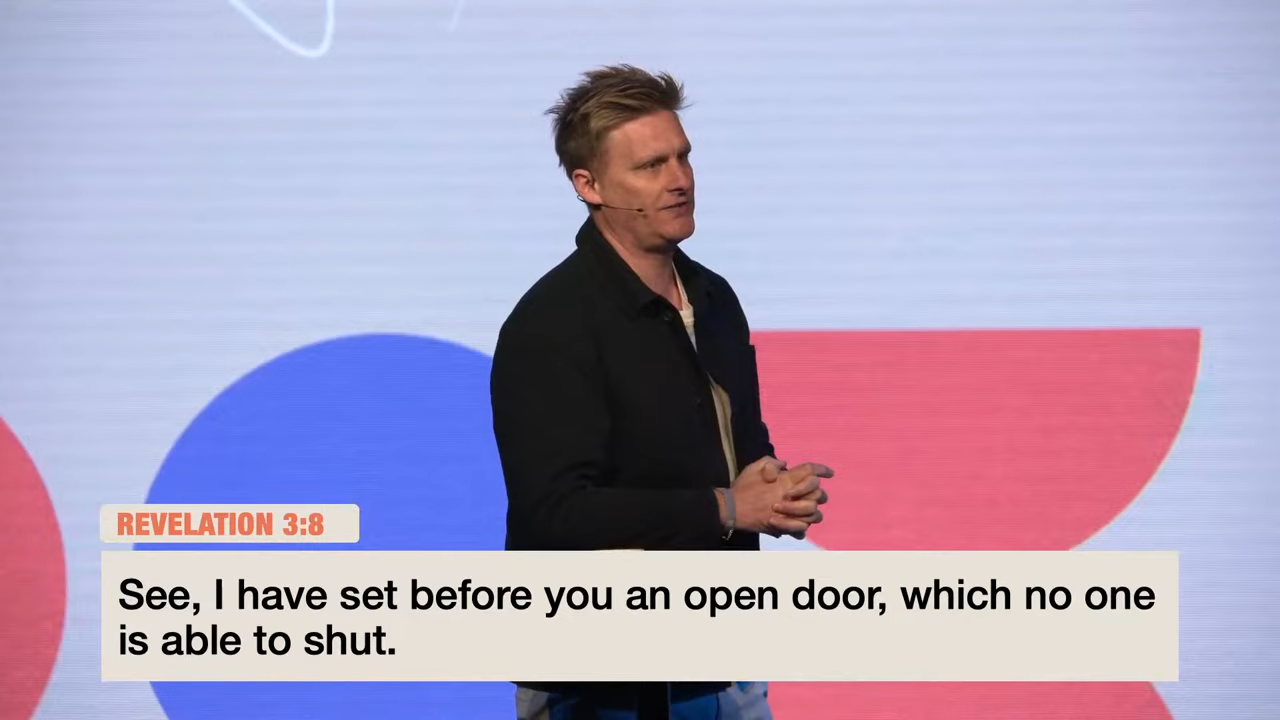 REVELATION 3:8
See, I have set before you an open door, which no one
is able to shut.